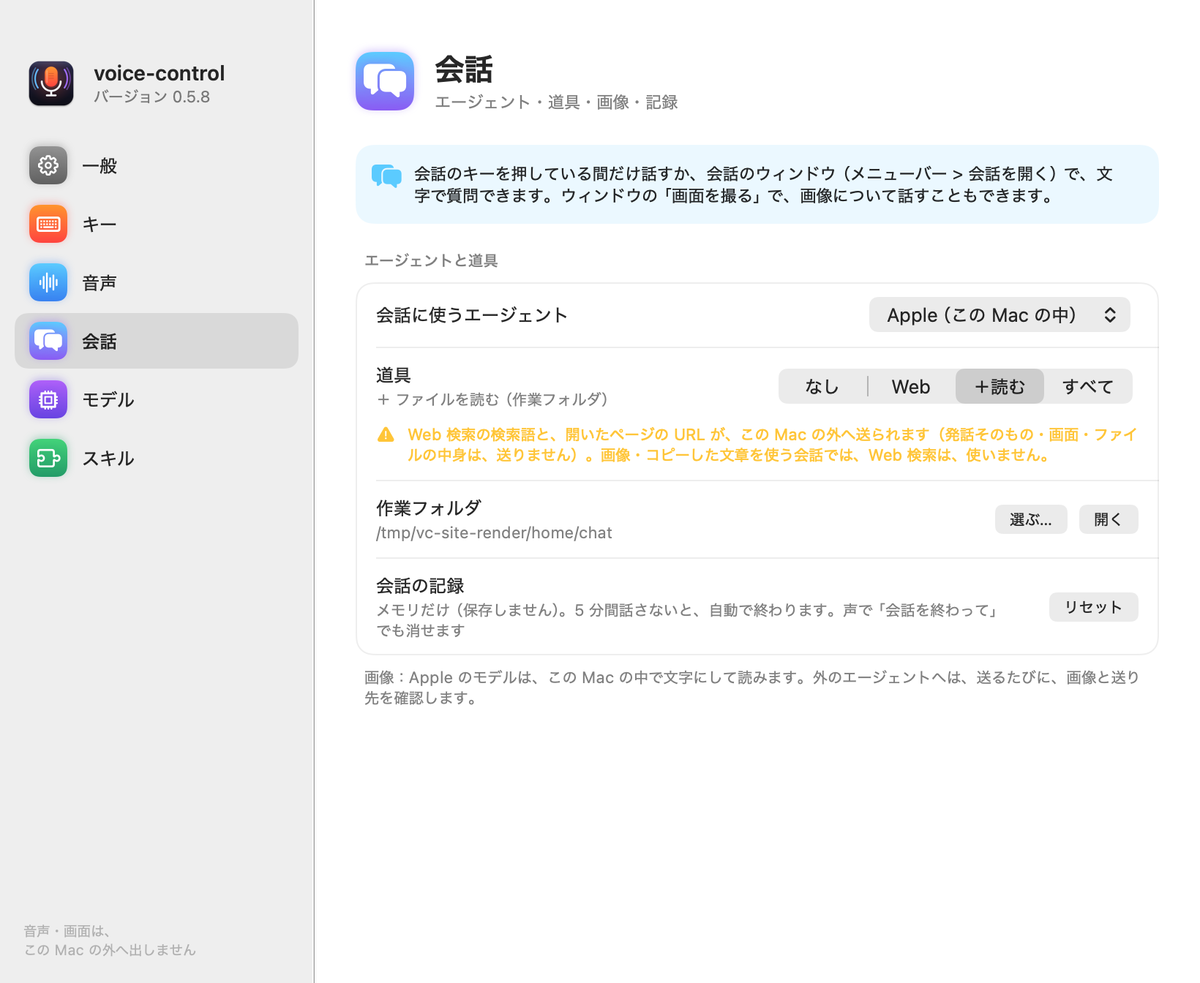 voice-control
バージョン 0.5.8
一般
キー
音声
会話
モデル
スキル
音声・画面は、
この Mac の外へ出しません
会話
エージェント・道具・画像・記録
会話のキーを押している間だけ話すか、会話のウィンドウ（メニューバー > 会話を開く）で、文
字で質問できます。ウィンドウの「画面を撮る」で、画像について話すこともできます。
エージェントと道具
会話に使うエージェント
Apple（この Mac の中）
道具
＋ ファイルを読む（作業フォルダ）
なし
Web
＋読む
すべて
Web 検索の検索語と、開いたページの URL が、この Mac の外へ送られます（発話そのもの・画面・ファイ
ルの中身は、送りません）。画像・コピーした文章を使う会話では、Web 検索は、使いません。
作業フォルダ
/tmp/vc-site-render/home/chat
選ぶ...
開く
会話の記録
メモリだけ（保存しません）。5 分間話さないと、自動で終わります。声で「会話を終わって」
でも消せます
リセット
画像：Apple のモデルは、この Mac の中で文字にして読みます。外のエージェントへは、送るたびに、画像と送り
先を確認します。